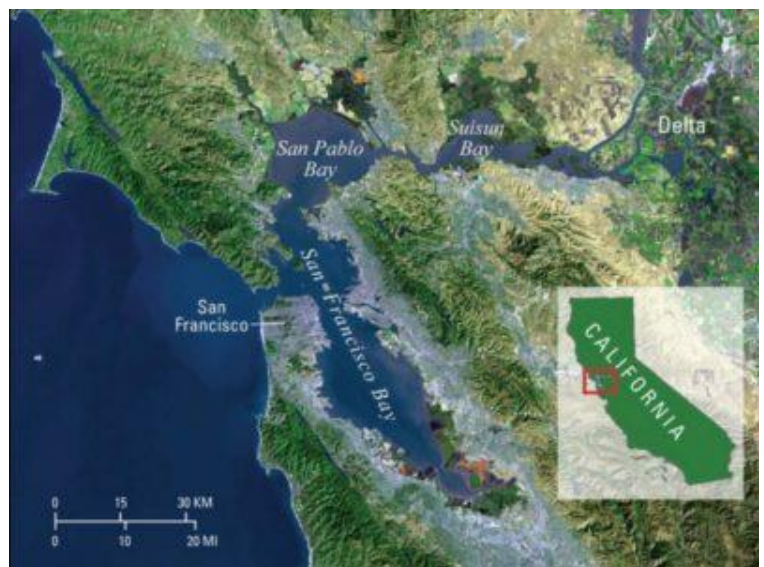 San Pablo
Bay
Suisun
Bay
Delta
San Francisco Bay
San
Francisco
CALIFORNIA
0 15 30 KM
0 10 20 MI